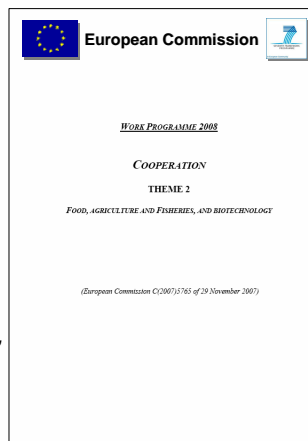 European Commission
WORK PROGRAMME 2008
COOPERATION
THEME 2
FOOD, AGRICULTURE AND FISHERIES, AND BIOTECHNOLOGY
(European Commission C(2007)5765 of 29 November 2007)